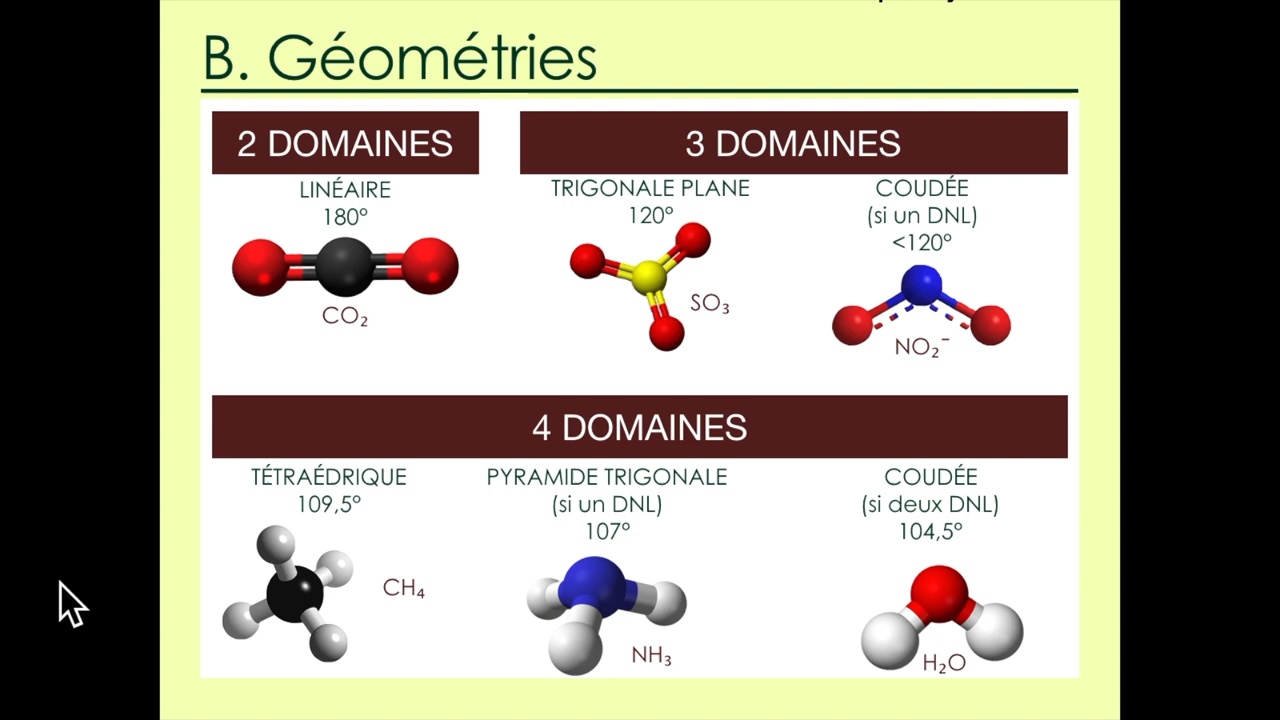 B. Géométries
2 DOMAINES
LINÉAIRE
180°
CO₂
3 DOMAINES
TRIGONALE PLANE
120°
SO₃
COUDÉE
(si un DNL)
<120°
NO₂⁻
4 DOMAINES
TÉTRAÉDRIQUE
109,5°
CH₄
PYRAMIDE TRIGONALE
(si un DNL)
107°
NH₃
COUDÉE
(si deux DNL)
104,5°
H₂O